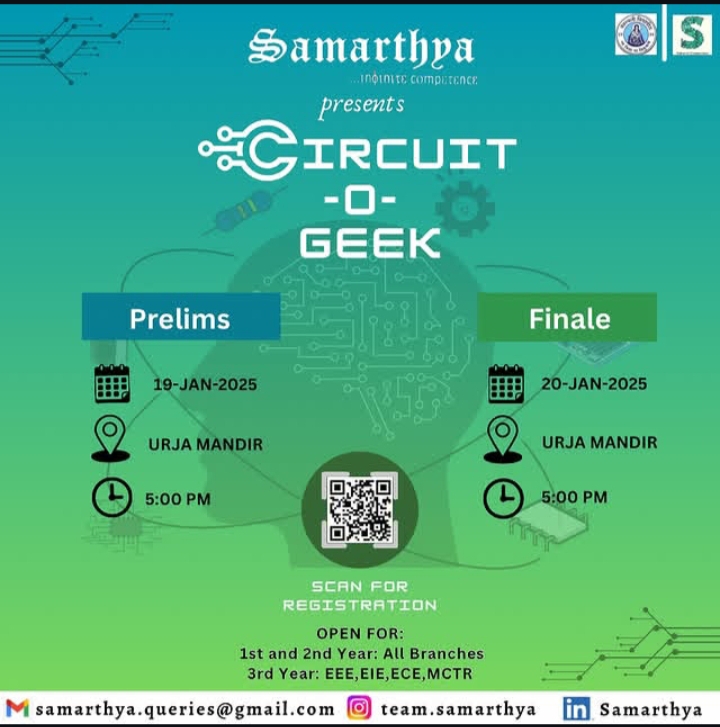 Samarthya
...infinite competence
presents
CIRCUIT
-O-
GEEK
Prelims
19-JAN-2025
URJA MANDIR
5:00 PM
Finale
20-JAN-2025
URJA MANDIR
5:00 PM
SCAN FOR
REGISTRATION
OPEN FOR:
1st and 2nd Year: All Branches
3rd Year: EEE,EIE,ECE,MCTR
samarthya.queries@gmail.com team.samarthya in Samarthya